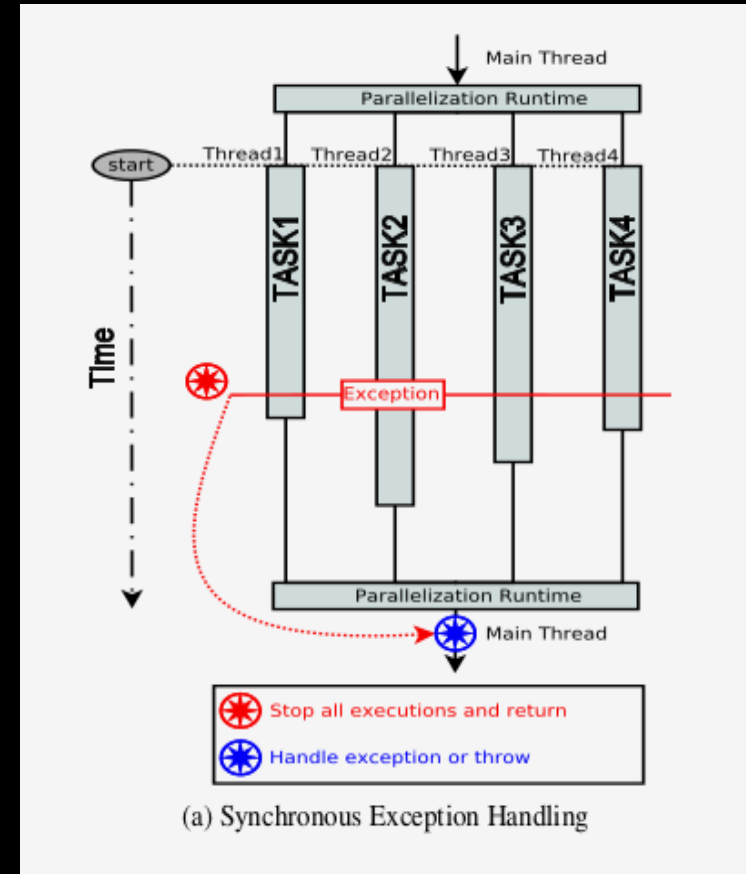 Main Thread
Parallelization Runtime
start
Thread1 Thread2 Thread3 Thread4
TASK1
TASK2
TASK3
TASK4
Time
Exception
Parallelization Runtime
Main Thread
Stop all executions and return
Handle exception or throw
(a) Synchronous Exception Handling